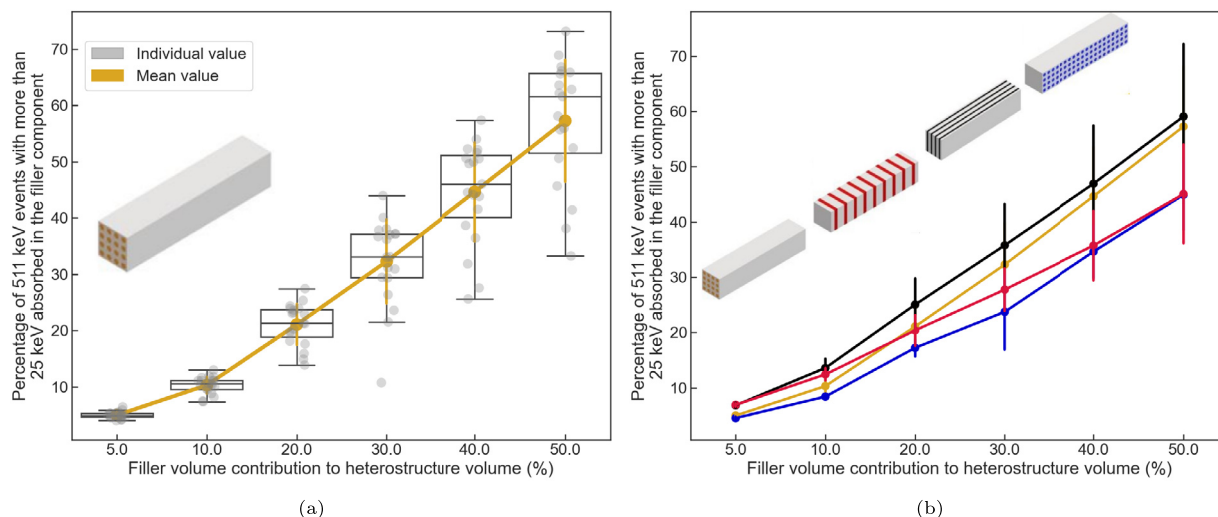 Percentage of 511 keV events with more than
25 keV absorbed in the filler component
70
60
50
40
30
20
10
Individual value
Mean value
5.0 10.0 20.0 30.0 40.0 50.0
Filler volume contribution to heterostructure volume (%)
(a)
Percentage of 511 keV events with more than
25 keV absorbed in the filler component
70
60
50
40
30
20
10
5.0 10.0 20.0 30.0 40.0 50.0
Filler volume contribution to heterostructure volume (%)
(b)